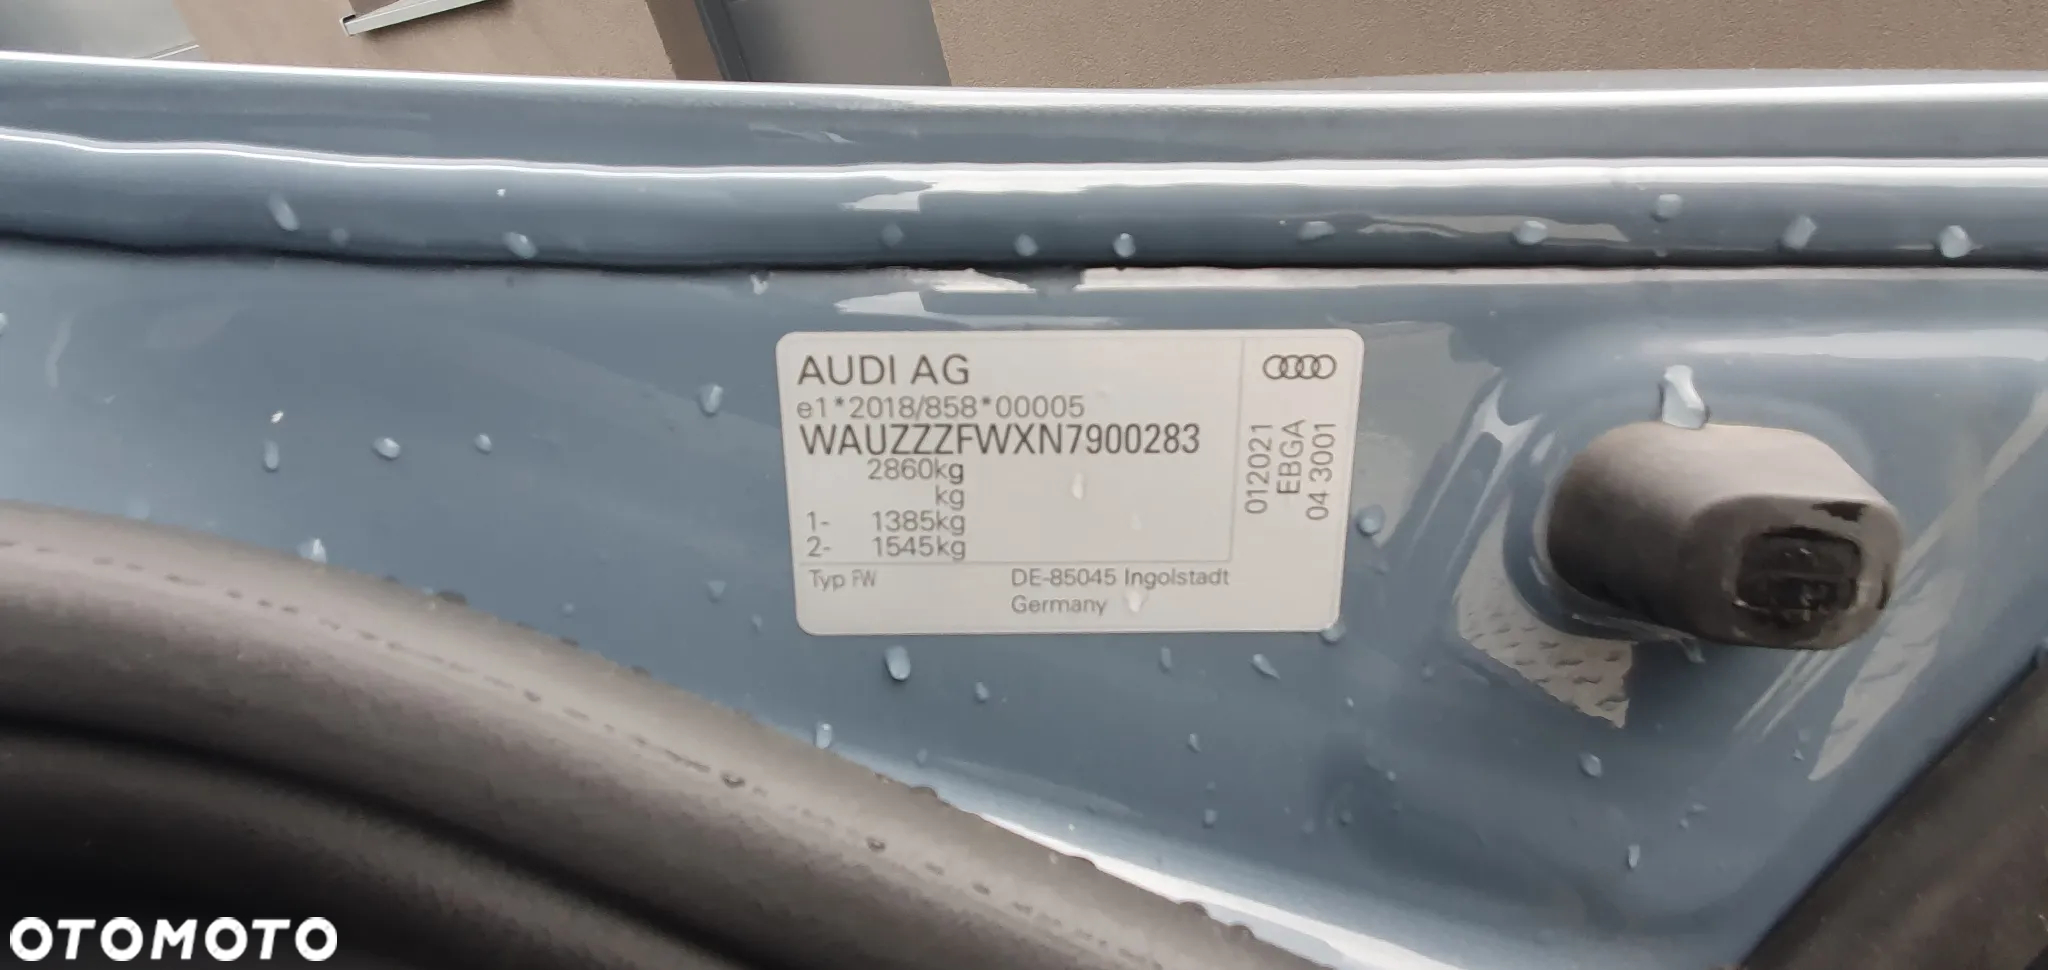 AUDI AG
e1*2018/858*00005
WAUZZZFWXN7900283
2860kg
kg
1- 1385kg
2- 1545kg
Typ FW
DE-85045 Ingolstadt
Germany
012021
EBGA
04 3001
OTOMOTO